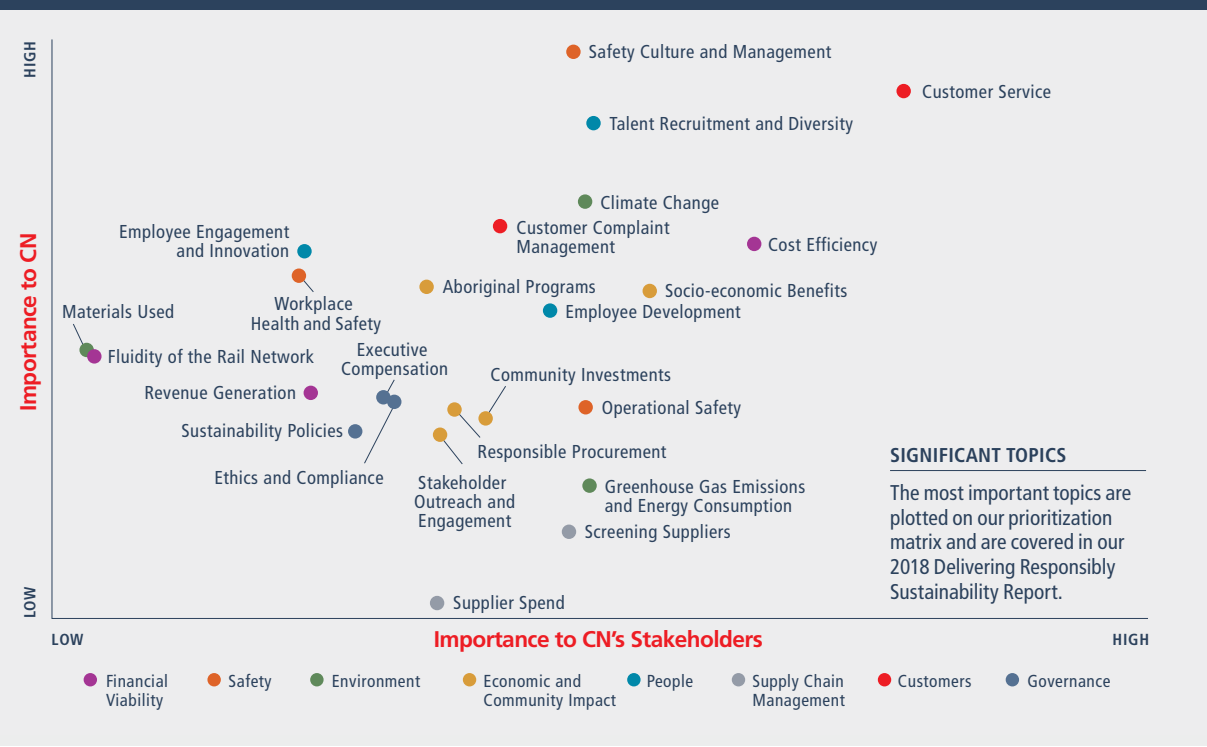 HIGH
Importance to CN
LOW
Safety Culture and Management
Customer Service
Talent Recruitment and Diversity
Climate Change
Customer Complaint
Management
Cost Efficiency
Employee Engagement
and Innovation
Workplace
Health and Safety
Aboriginal Programs
Socio-economic Benefits
Employee Development
Materials Used
Fluidity of the Rail Network
Executive
Compensation
Revenue Generation
Community Investments
Operational Safety
Sustainability Policies
Responsible Procurement
Ethics and Compliance
Stakeholder
Outreach and
Engagement
Greenhouse Gas Emissions
and Energy Consumption
Screening Suppliers
Supplier Spend
SIGNIFICANT TOPICS
The most important topics are
plotted on our prioritization
matrix and are covered in our
2018 Delivering Responsibly
Sustainability Report.
LOW
Importance to CN's Stakeholders
HIGH
Financial
Viability
Safety
Environment
Economic and
Community Impact
People
Supply Chain
Management
Customers
Governance